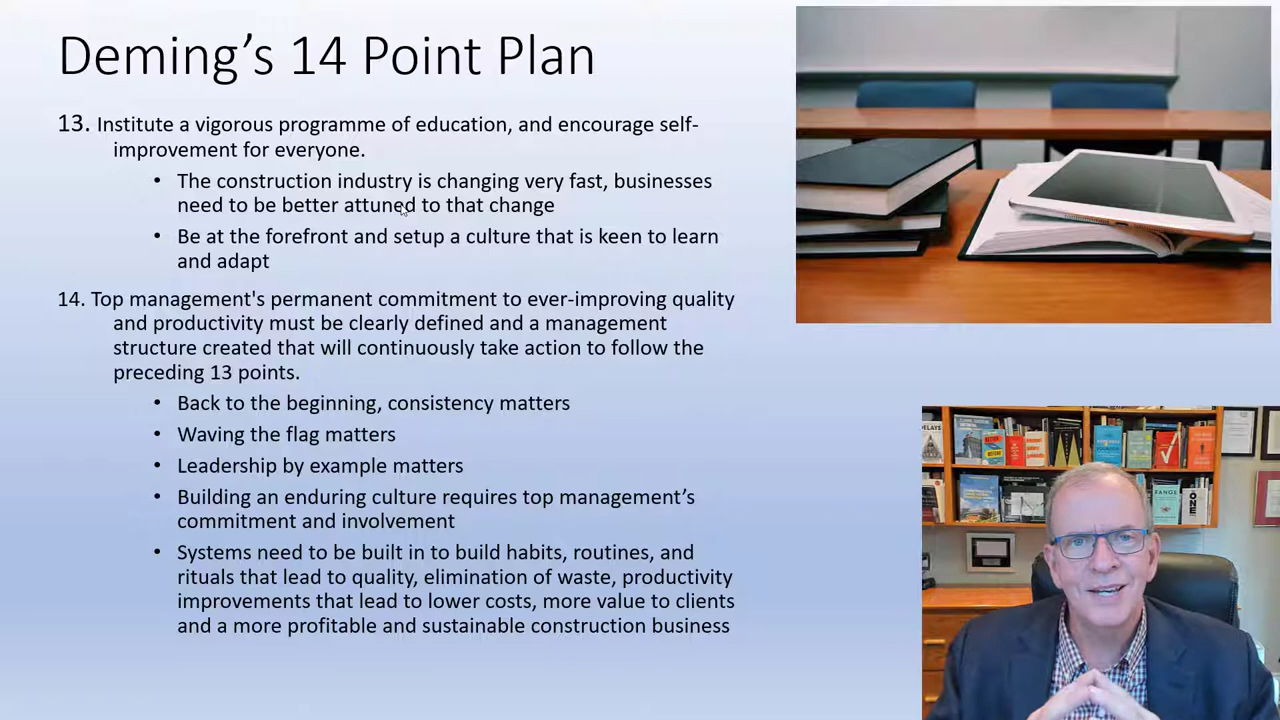 Deming's 14 Point Plan
13. Institute a vigorous programme of education, and encourage self-
improvement for everyone.
• The construction industry is changing very fast, businesses
need to be better attuned to that change
• Be at the forefront and setup a culture that is keen to learn
and adapt
14. Top management's permanent commitment to ever-improving quality
and productivity must be clearly defined and a management
structure created that will continuously take action to follow the
preceding 13 points.
• Back to the beginning, consistency matters
• Waving the flag matters
• Leadership by example matters
• Building an enduring culture requires top management’s
commitment and involvement
• Systems need to be built in to build habits, routines, and
rituals that lead to quality, elimination of waste, productivity
improvements that lead to lower costs, more value to clients
and a more profitable and sustainable construction business
DELAYS
RANGE
ONE